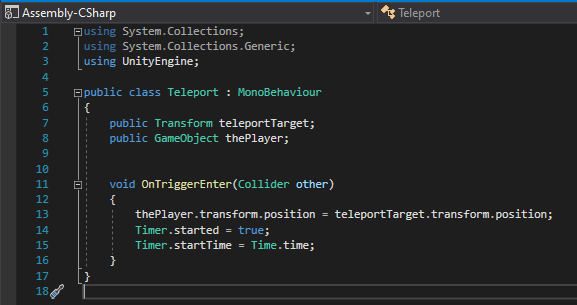 Assembly-CSharp Teleport
1 using System.Collections;
2 using System.Collections.Generic;
3 using UnityEngine;
4
5 public class Teleport : MonoBehaviour
6 {
7 public Transform teleportTarget;
8 public GameObject thePlayer;
9
10
11 void OnTriggerEnter(Collider other)
12 {
13 thePlayer.transform.position = teleportTarget.transform.position;
14 Timer.started = true;
15 Timer.startTime = Time.time;
16 }
17 }
18